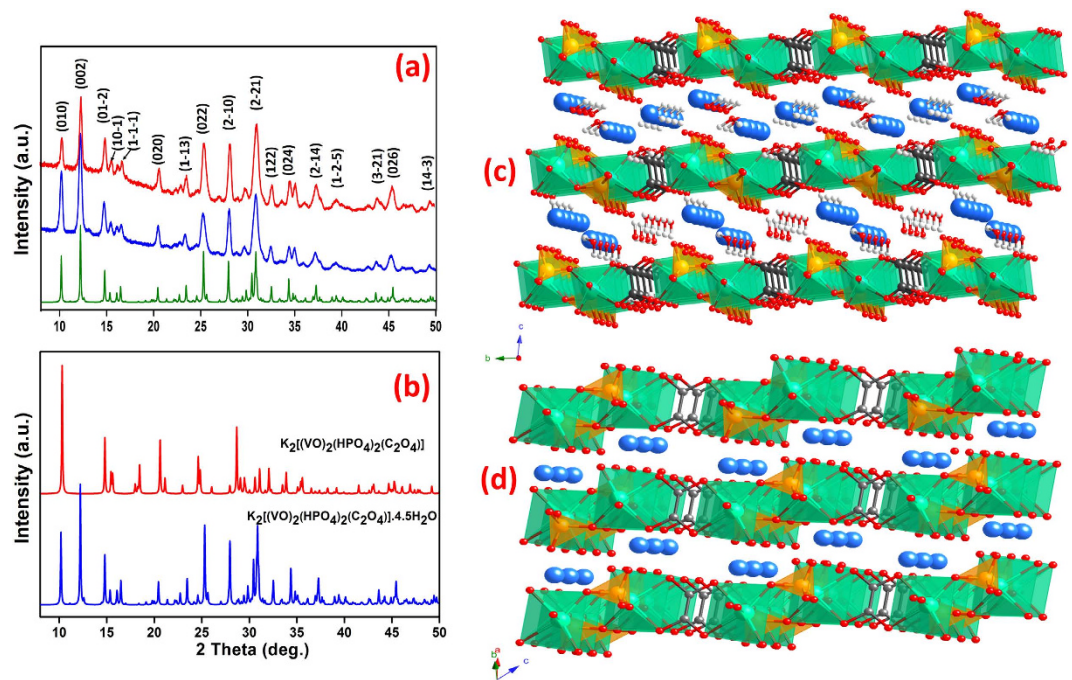 (a)
Intensity (a.u.)
(010)
(002)
(01-2)
(10-1)
(1-1-1)
(020)
(1-13)
(022)
(2-10)
(2-21)
(122)
(024)
(2-14)
(1-2-5)
(3-21)
(026)
(14-3)
10 15 20 25 30 35 40 45 50
(b)
Intensity (a.u.)
K2[(VO)2(HPO4)2(C2O4)]
K2[(VO)2(HPO4)2(C2O4)].4.5H2O
10 15 20 25 30 35 40 45 50
2 Theta (deg.)
(c)
c
b
(d)
a
b
c